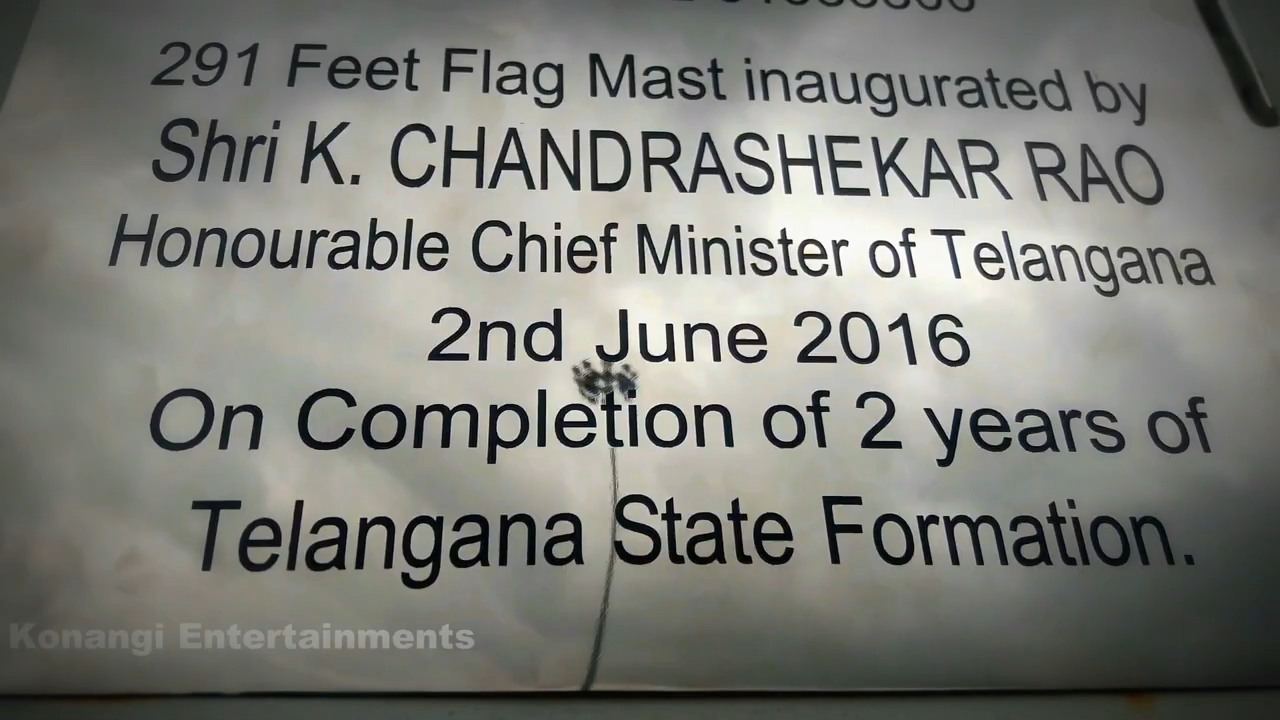 291 Feet Flag Mast inaugurated by
Shri K. CHANDRASHEKAR RAO
Honourable Chief Minister of Telangana
2nd June 2016
On Completion of 2 years of
Telangana State Formation.
Konangi Entertainments